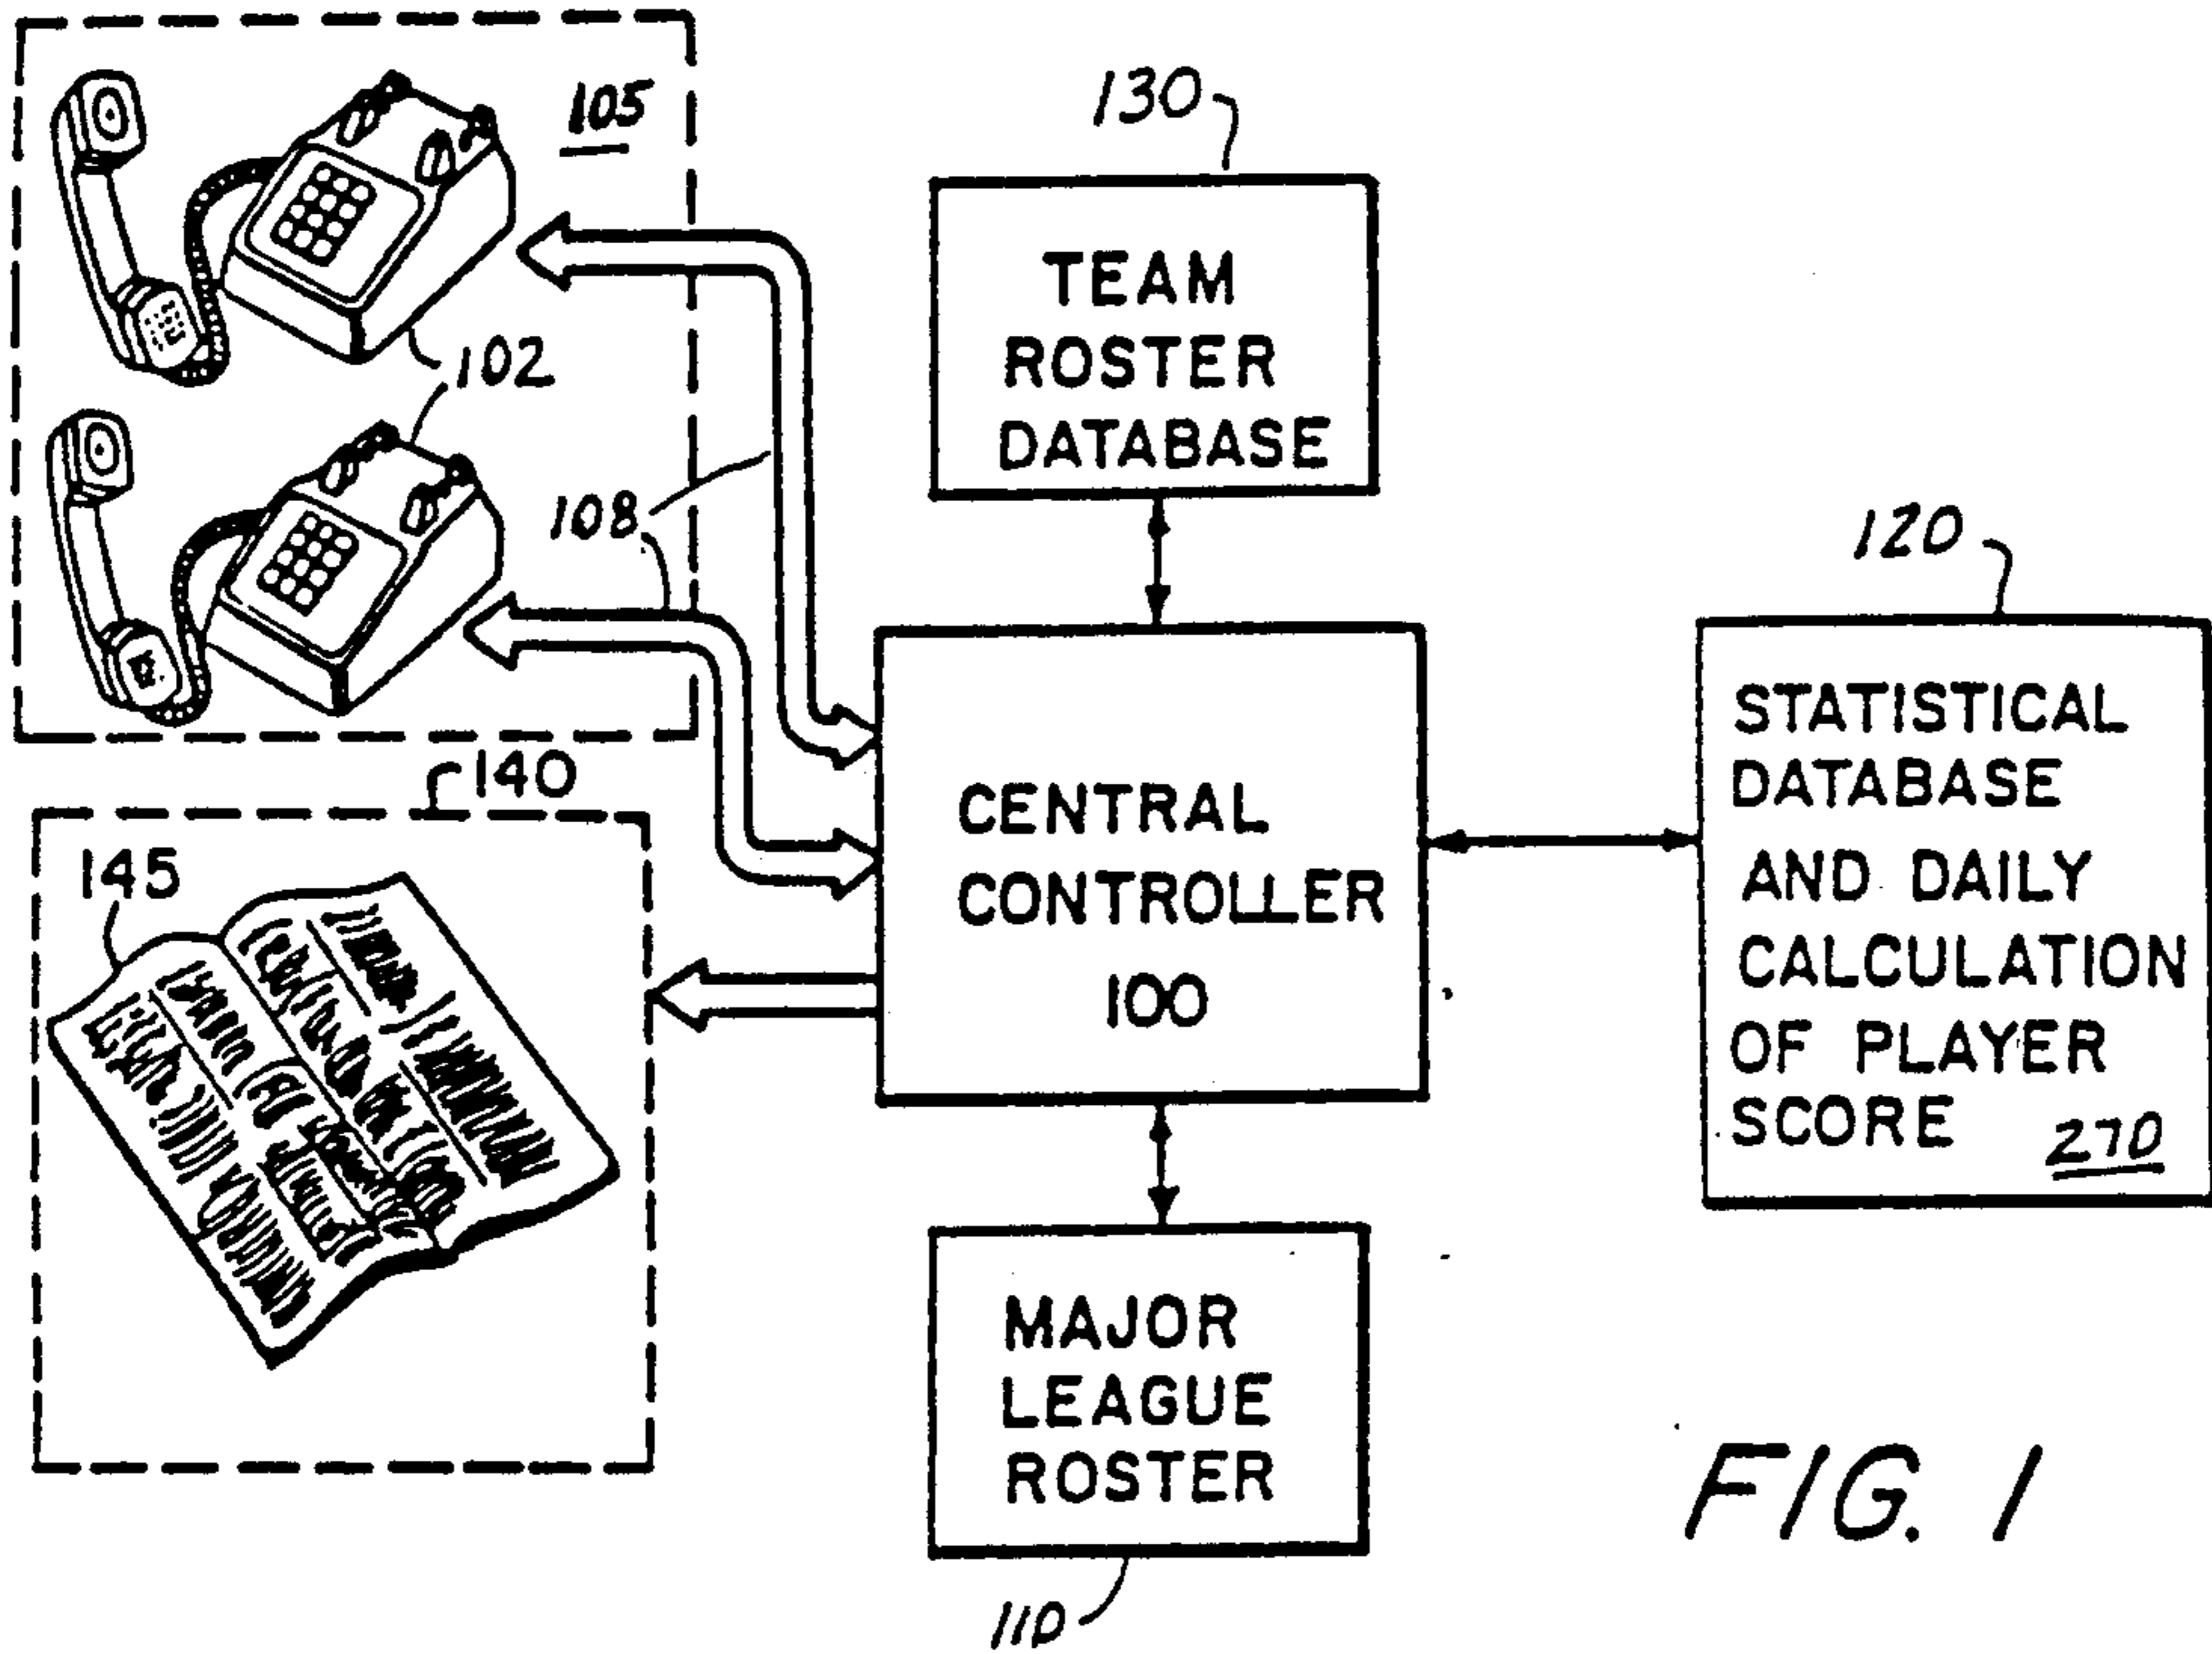 105
130
TEAM
ROSTER
DATABASE
102
108
120
STATISTICAL
DATABASE
AND DAILY
CALCULATION
OF PLAYER
SCORE
270
CENTRAL
CONTROLLER
100
140
145
MAJOR
LEAGUE
ROSTER
110
FIG. 1